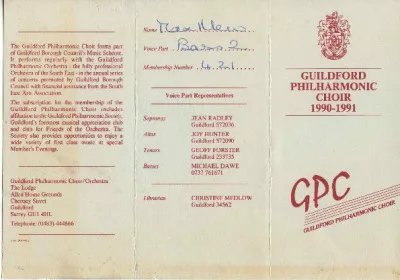 The Guildford Philharmonic Choir forms part
of Guildford Borough Council's Music Scheme.
It performs regularly with the Guildford
Philharmonic Orchestra - the fully professional
Orchestra of the South East - in the annual series
of concerts promoted by Guildford Borough
Council with financial assistance from the South
East Arts Association
The subscription for the membership of the
Philharmonic Choir includes
affiliation to the Guildford Philharmonic Society,
Guildford's foremost musical appreciation club
and club for Friends of the Orchestra. The
Society also provides opportunities to enjoy a
wide variety of first class music at special
Member's Evenings.
Guildford Philharmonic Choir/Orchestra
The Lodge
Allen House Grounds
Chertsey Street
Guildford
Surrey GU1 4HL
Telephone: (0483) 444666
Name
Voice Part
Membership Number
Voice Part Representatives
Sopranos JEAN RADLEY
Guildford 572036
Altos JOY HUNTER
Guildford 572090
Tenors GEOFF FORSTER
Guildford 233735
Basses MICHAEL DAWE
0737 761671
Librarian CHRISTINE MEDLOW
Guildford 34562
GUILDFORD
PHILHARMONIC
CHOIR
1990-1991
GPC
GUILDFORD PHILHARMONIC CHOIR